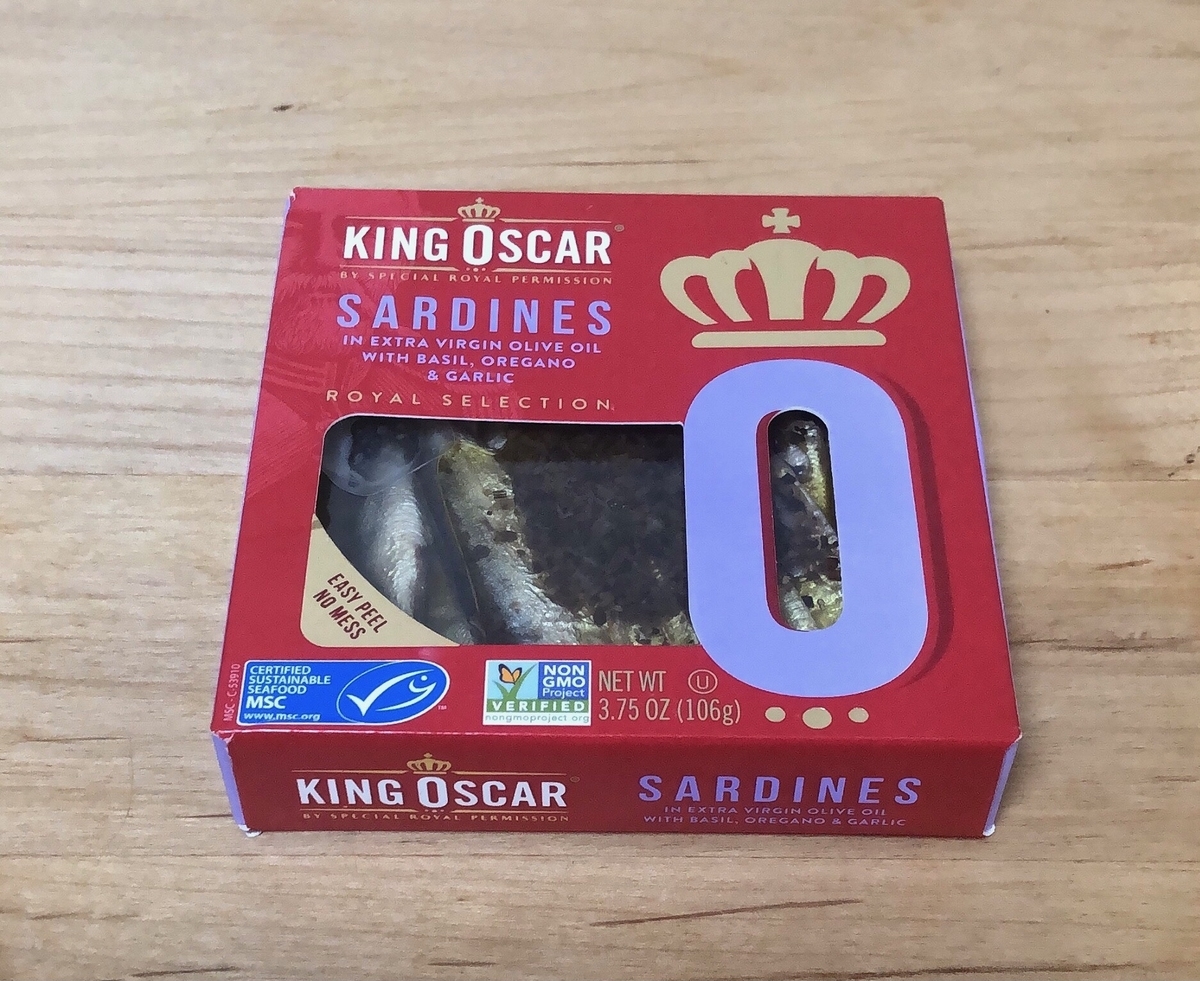 KING OSCAR®
BY SPECIAL ROYAL PERMISSION
SARDINES
IN EXTRA VIRGIN OLIVE OIL
WITH BASIL, OREGANO
& GARLIC
ROYAL SELECTION
O
EASY PEEL
NO MESS
MSC-C-53910
CERTIFIED
SUSTAINABLE
SEAFOOD
MSC
www.msc.org
TM
NON
GMO
Project
VERIFIED
nongmoproject.org
NET WT U
3.75 OZ (106g)
KING OSCAR®
BY SPECIAL ROYAL PERMISSION
SARDINES
IN EXTRA VIRGIN OLIVE OIL
WITH BASIL, OREGANO & GARLIC